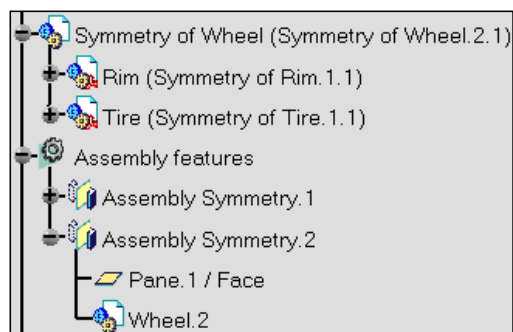 Symmetry of Wheel (Symmetry of Wheel.2.1)
Rim (Symmetry of Rim.1.1)
Tire (Symmetry of Tire.1.1)
Assembly features
Assembly Symmetry.1
Assembly Symmetry.2
Pane.1 / Face
Wheel.2